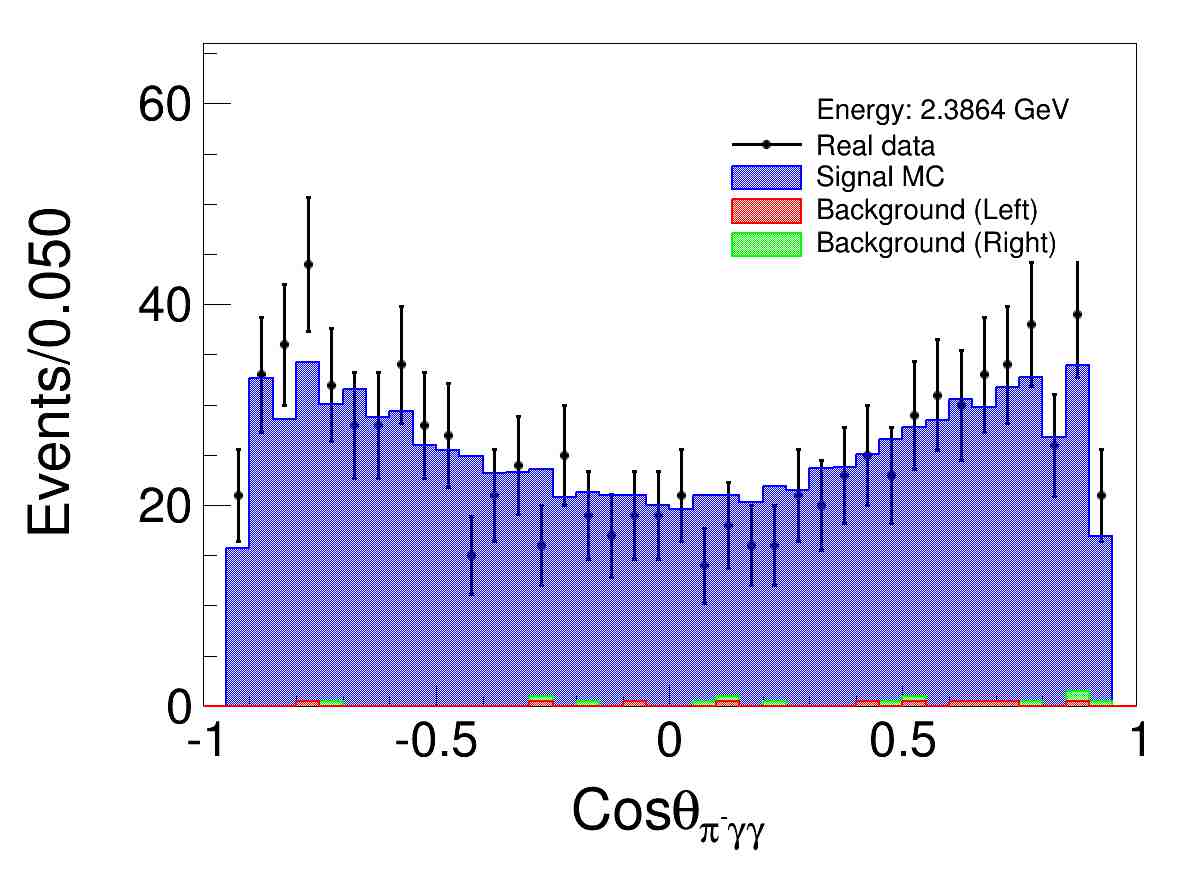 Energy: 2.3864 GeV
Real data
Signal MC
Background (Left)
Background (Right)
Events/0.050
60
40
20
0
-1 -0.5 0 0.5 1
Cosθπ⁻γγ